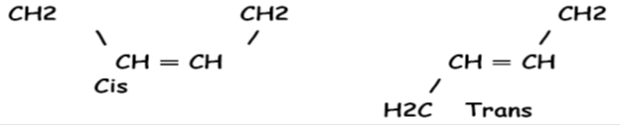 CH2 CH2 CH2
\ / /
CH = CH CH = CH
Cis /
H2C Trans